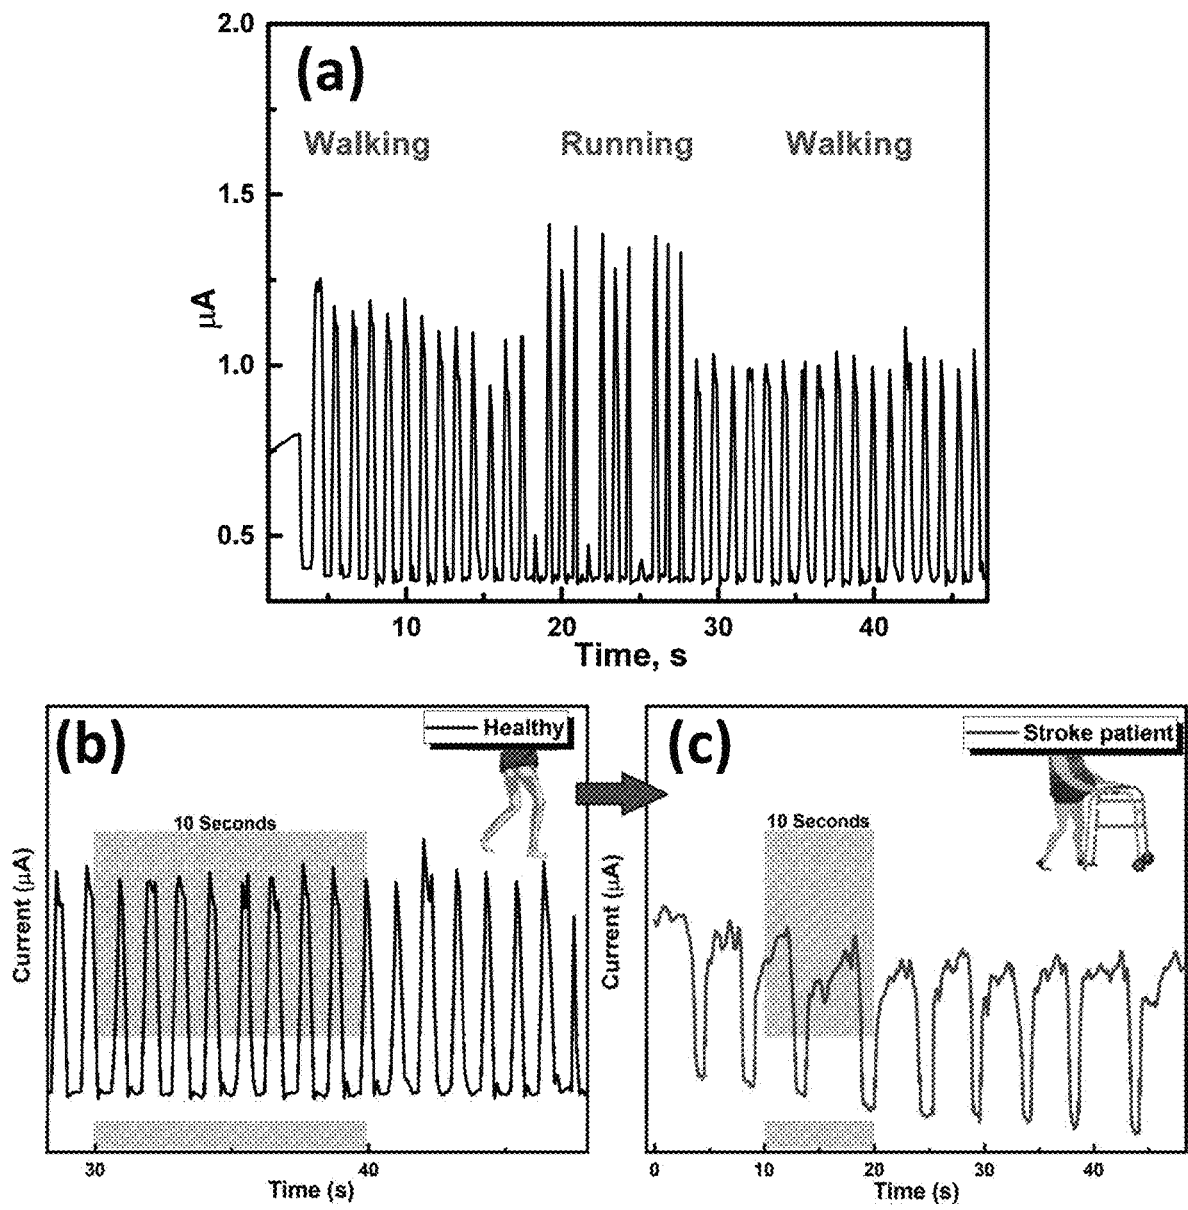 2.0
(a)
Walking Running Walking
1.5
μA
1.0
0.5
10 20 30 40
Time, s
(b) Healthy
10 Seconds
Current (μA)
30 40
Time (s)
(c) Stroke patient
10 Seconds
Current (μA)
0 10 20 30 40
Time (s)